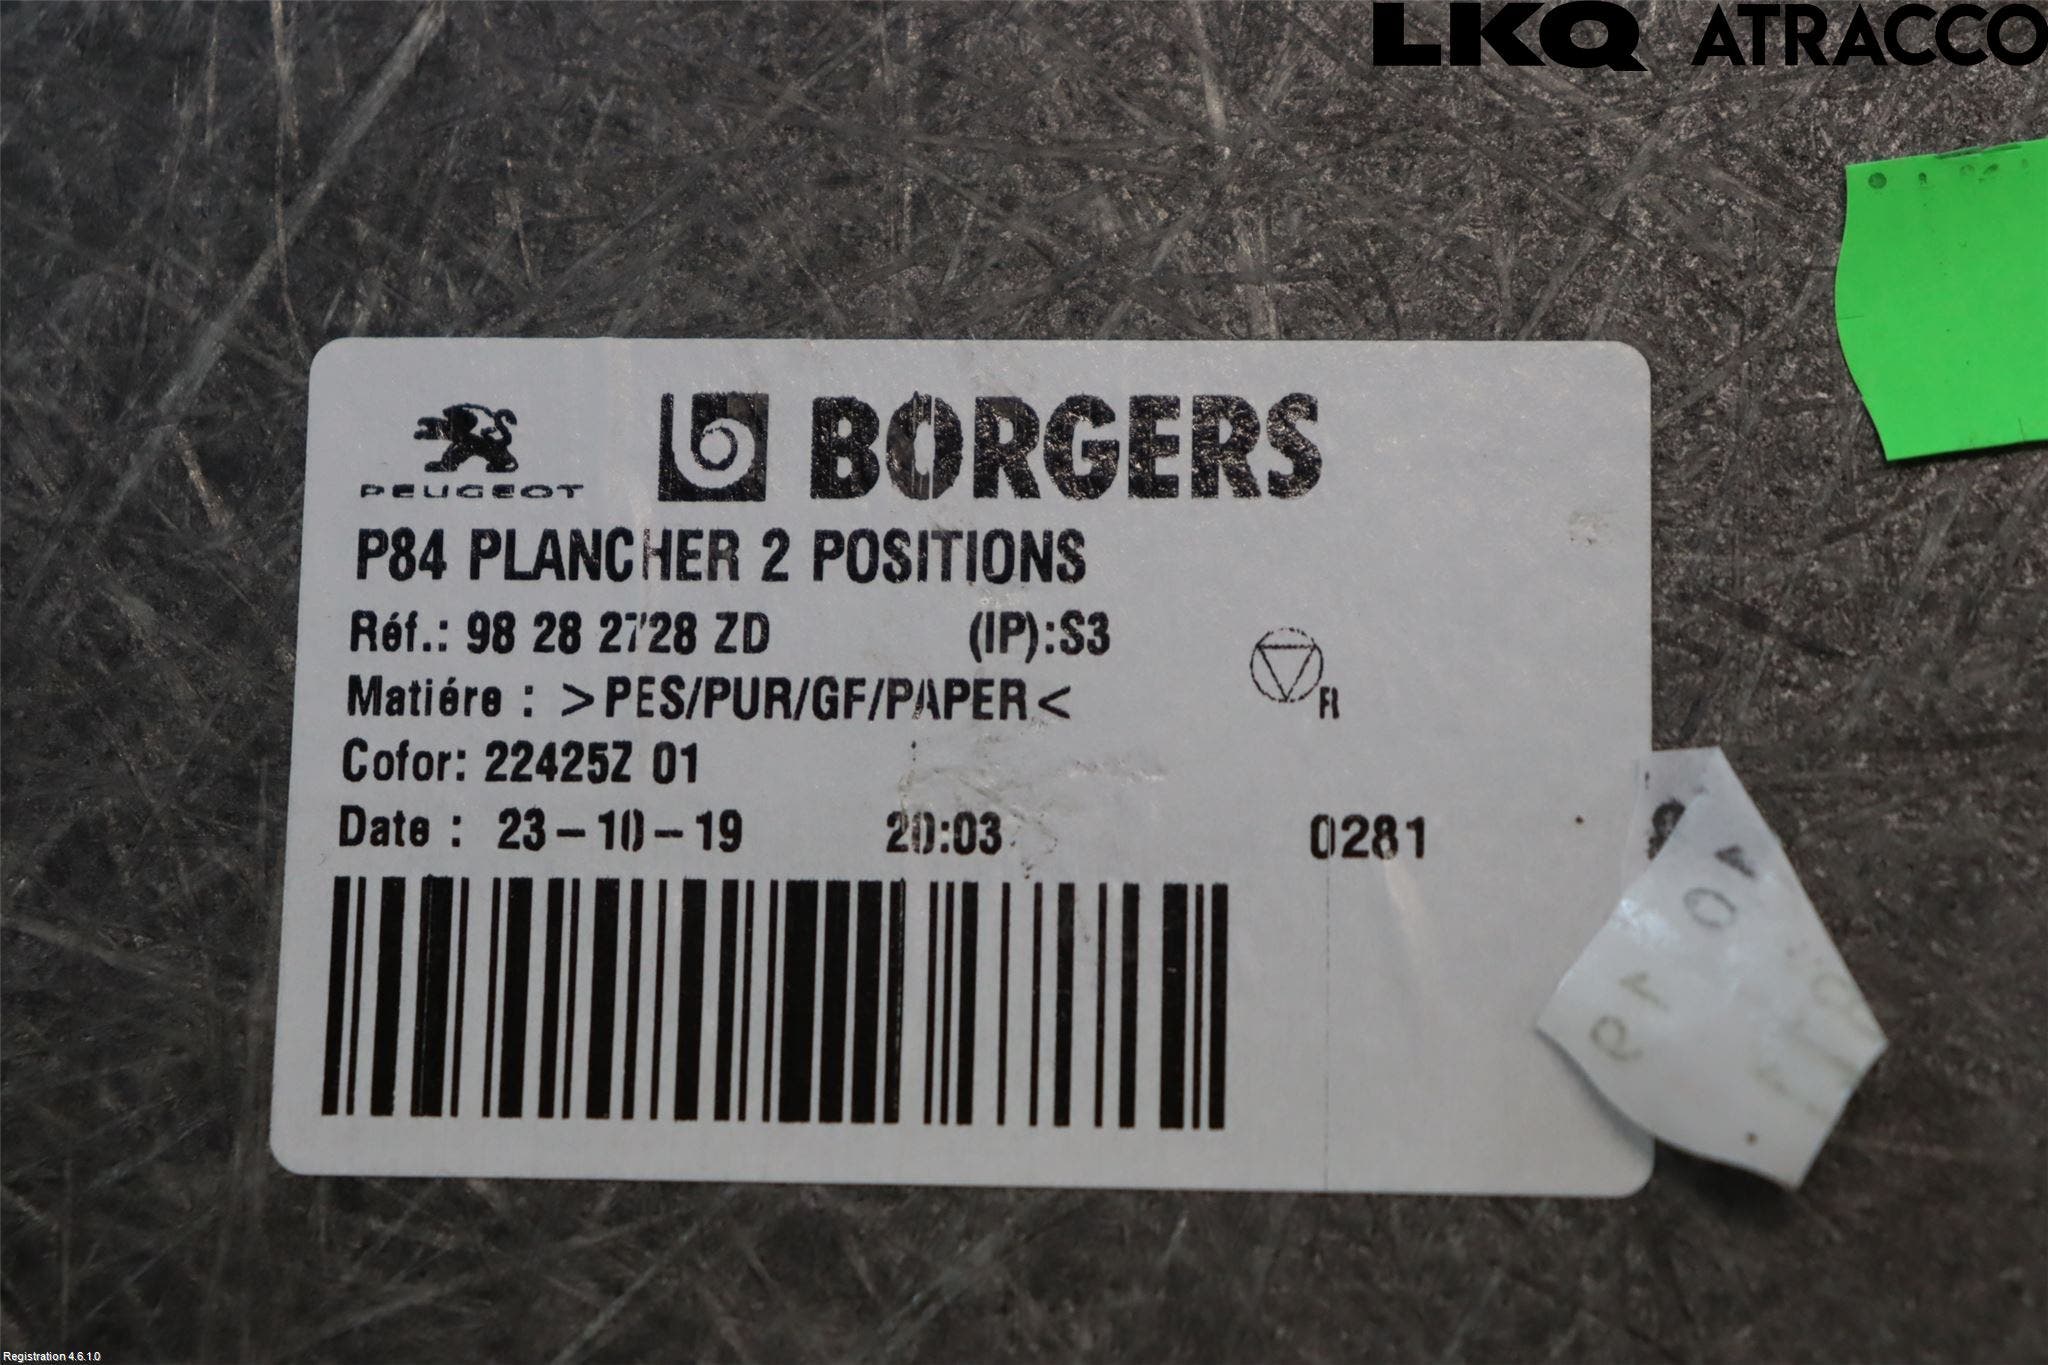 LKQ ATRACCO
PEUGEOT
BORGERS
P84 PLANCHER 2 POSITIONS
Réf.: 98 28 2728 ZD (IP):S3
Matiére : >PES/PUR/GF/PAPER<
Cofor: 22425Z 01
Date : 23-10-19 20:03 0281
Registration 4.6.1.0